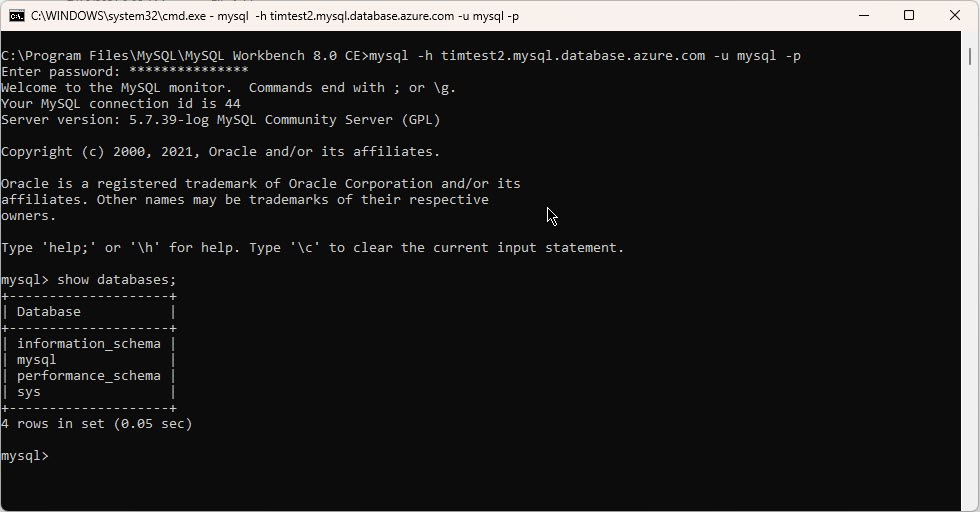 C:\WINDOWS\system32\cmd.exe - mysql  -h timtest2.mysql.database.azure.com -u mysql -p
C:\Program Files\MySQL\MySQL Workbench 8.0 CE>mysql -h timtest2.mysql.database.azure.com -u mysql -p
Enter password: ***************
Welcome to the MySQL monitor.  Commands end with ; or \g.
Your MySQL connection id is 44
Server version: 5.7.39-log MySQL Community Server (GPL)
Copyright (c) 2000, 2021, Oracle and/or its affiliates.
Oracle is a registered trademark of Oracle Corporation and/or its
affiliates. Other names may be trademarks of their respective
owners.
Type 'help;' or '\h' for help. Type '\c' to clear the current input statement.
mysql> show databases;
+--------------------+
| Database           |
+--------------------+
| information_schema |
| mysql              |
| performance_schema |
| sys                |
+--------------------+
4 rows in set (0.05 sec)
mysql>